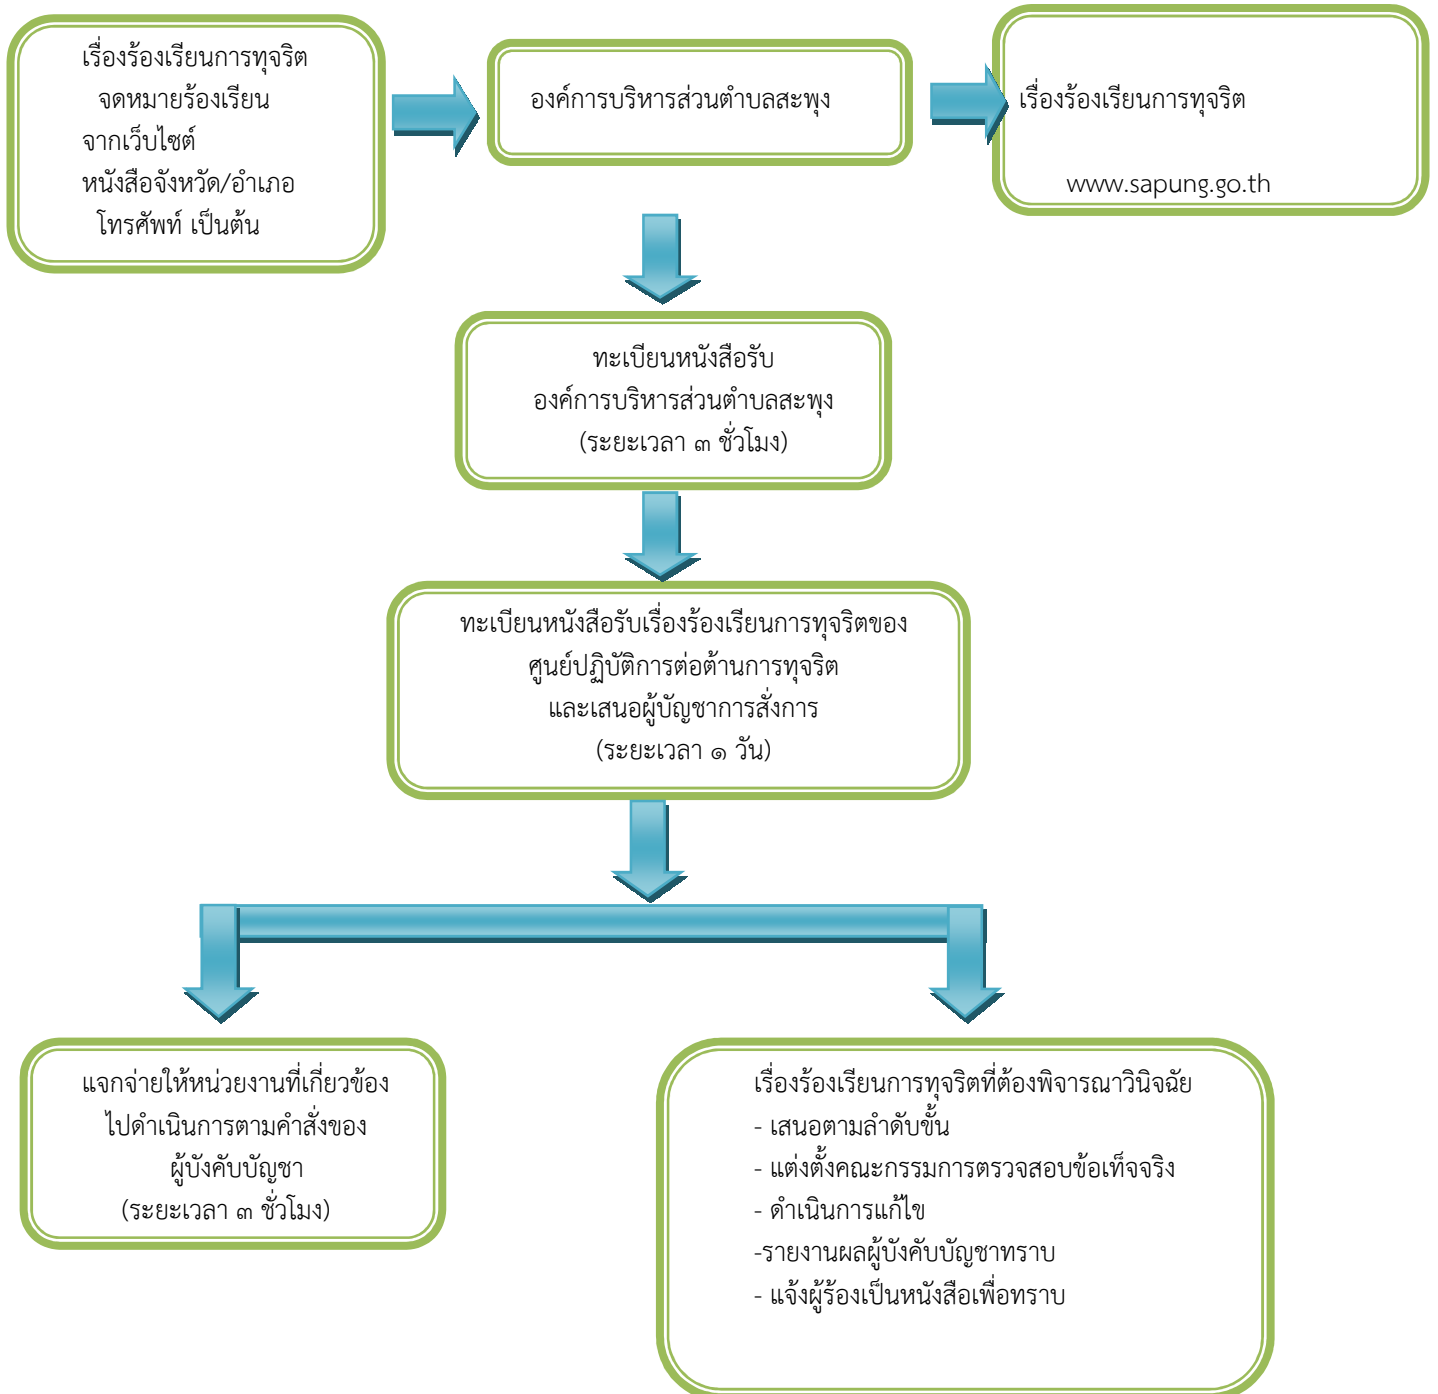 เรื่องร้องเรียนการทุจริต
จดหมายร้องเรียน
จากเว็บไซต์
หนังสือจังหวัด/อำเภอ
โทรศัพท์ เป็นต้น
องค์การบริหารส่วนตำบลสะพุง
เรื่องร้องเรียนการทุจริต
www.sapung.go.th
ทะเบียนหนังสือรับ
องค์การบริหารส่วนตำบลสะพุง
(ระยะเวลา ๓ ชั่วโมง)
ทะเบียนหนังสือรับเรื่องร้องเรียนการทุจริตของ
ศูนย์ปฏิบัติการต่อต้านการทุจริต
และเสนอผู้บัญชาการสั่งการ
(ระยะเวลา ๑ วัน)
แจกจ่ายให้หน่วยงานที่เกี่ยวข้อง
ไปดำเนินการตามคำสั่งของ
ผู้บังคับบัญชา
(ระยะเวลา ๓ ชั่วโมง)
เรื่องร้องเรียนการทุจริตที่ต้องพิจารณาวินิจฉัย
- เสนอตามลำดับขั้น
- แต่งตั้งคณะกรรมการตรวจสอบข้อเท็จจริง
- ดำเนินการแก้ไข
-รายงานผลผู้บังคับบัญชาทราบ
- แจ้งผู้ร้องเป็นหนังสือเพื่อทราบ